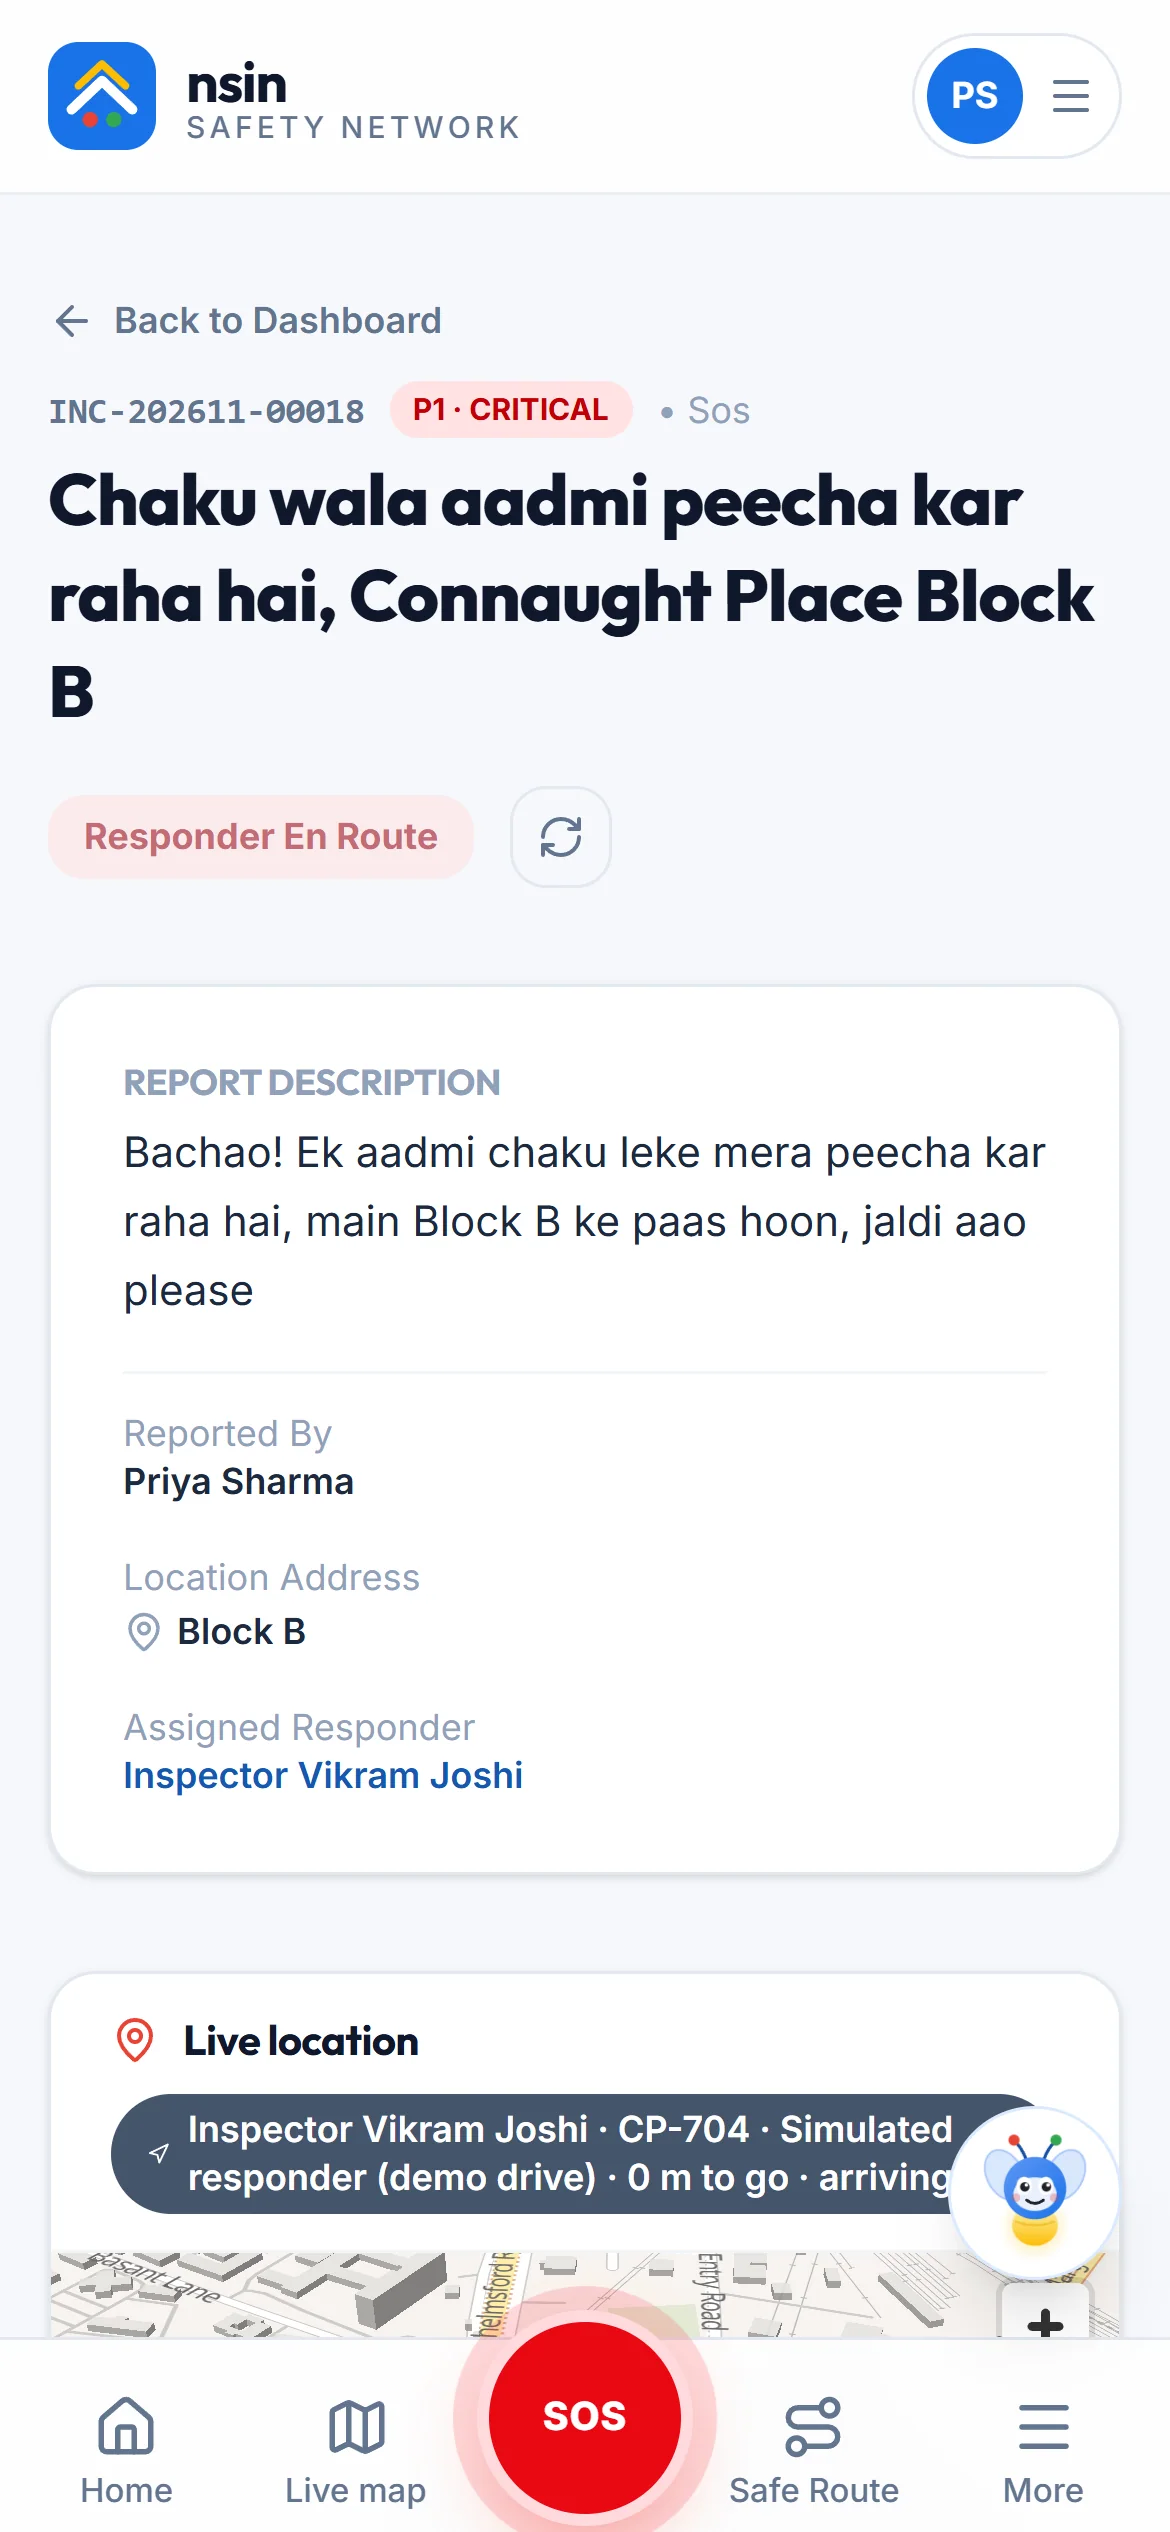 nsin
SAFETY NETWORK
PS
Back to Dashboard
INC-202611-00018 P1 · CRITICAL • Sos
Chaku wala aadmi peecha kar
raha hai, Connaught Place Block
B
Responder En Route
REPORT DESCRIPTION
Bachao! Ek aadmi chaku leke mera peecha kar
raha hai, main Block B ke paas hoon, jaldi aao
please
Reported By
Priya Sharma
Location Address
Block B
Assigned Responder
Inspector Vikram Joshi
Live location
Inspector Vikram Joshi · CP-704 · Simulated
responder (demo drive) · 0 m to go · arriving
Basant Lane
Entry Road
SOS
Home
Live map
Safe Route
More